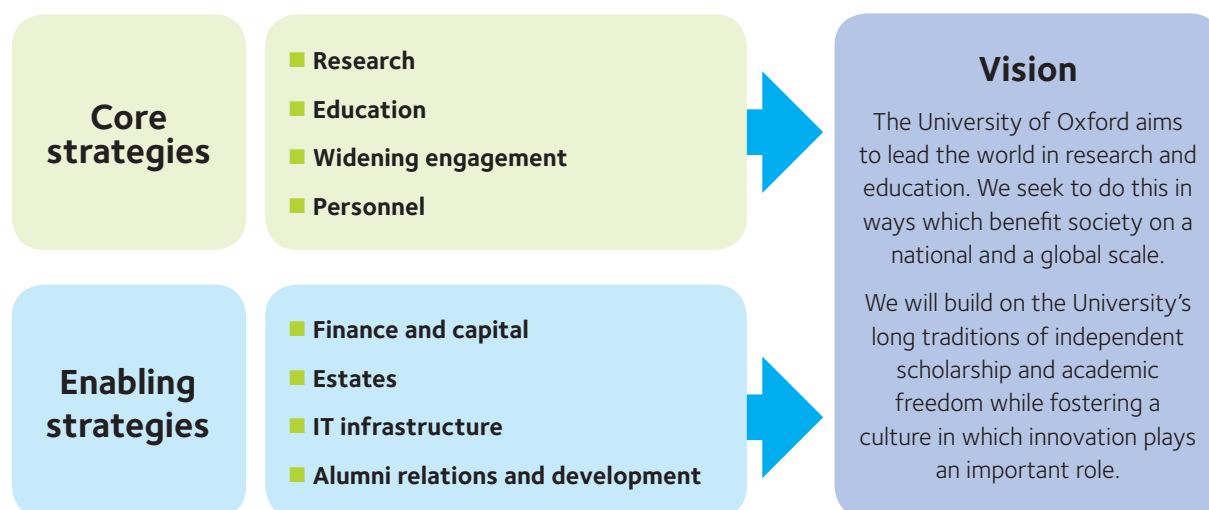 Core
strategies
■ Research
■ Education
■ Widening engagement
■ Personnel
Enabling
strategies
■ Finance and capital
■ Estates
■ IT infrastructure
■ Alumni relations and development
Vision
The University of Oxford aims
to lead the world in research and
education. We seek to do this in
ways which benefit society on a
national and a global scale.
We will build on the University’s
long traditions of independent
scholarship and academic
freedom while fostering a
culture in which innovation plays
an important role.